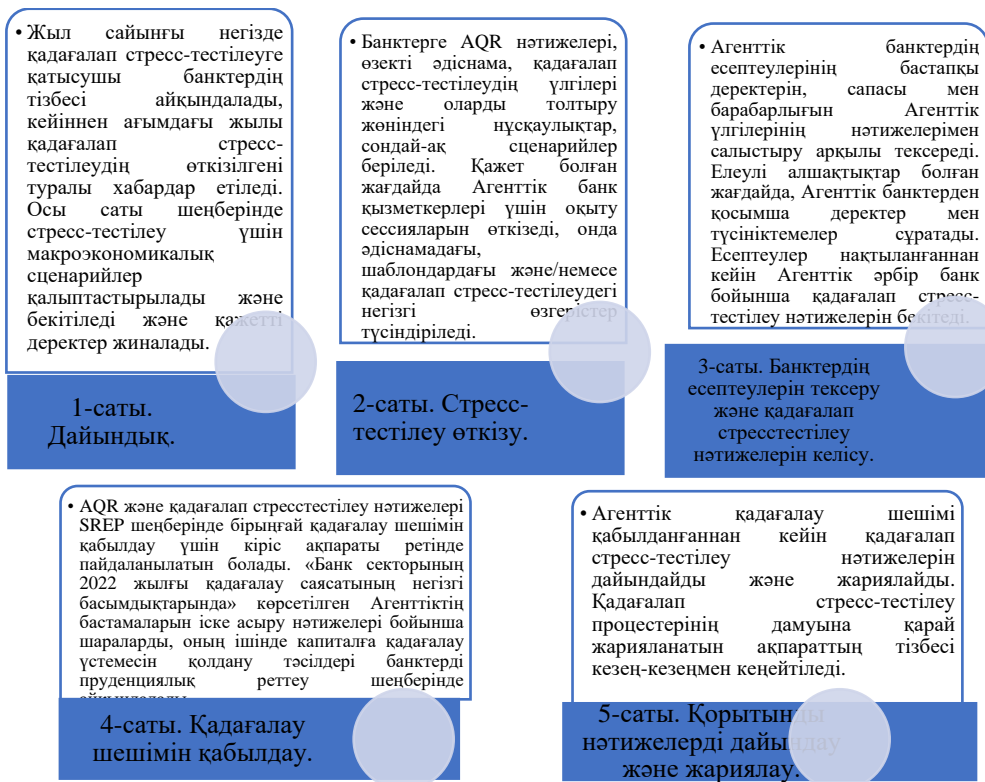 • Жыл сайынғы негізде
қадағалап стресс-тестілеуге
қатысушы банктердің
тізбесі айқындалады,
кейіннен ағымдағы жылы
қадағалап стресс-
тестілеудің өткізілгені
туралы хабардар етіледі.
Осы саты шеңберінде
стресс-тестілеу үшін
макроэкономикалық
сценарийлер
қалыптастырылады және
бекітіледі және қажетті
деректер жиналады.
1-саты.
Дайындық.
• Банктерге AQR нәтижелері,
өзекті әдіснама, қадағалап
стресс-тестілеудің үлгілері
және оларды толтыру
жөніндегі нұсқаулықтар,
сондай-ақ сценарийлер
беріледі. Қажет болған
жағдайда Агенттік банк
қызметкерлері үшін оқыту
сессияларын өткізеді, онда
әдіснамадағы,
шаблондардағы және/немесе
қадағалап стресс-тестілеудегі
негізгі өзгерістер
түсіндіріледі.
2-саты. Стресс-
тестілеу өткізу.
• Агенттік банктердің
есептеулерінің бастапқы
деректерін, сапасы мен
барабарлығын Агенттік
үлгілерінің нәтижелерімен
салыстыру арқылы тексереді.
Елеулі алшақтықтар болған
жағдайда, Агенттік банктерден
қосымша деректер мен
түсініктемелер сұратады.
Есептеулер нақтыланғаннан
кейін Агенттік әрбір банк
бойынша қадағалап стресс-
тестілеу нәтижелерін бекітеді.
3-саты. Банктердің
есептеулерін тексеру
және қадағалап
стресстестілеу
нәтижелерін келісу.
• AQR және қадағалап стресстестілеу нәтижелері
SREP шеңберінде бірыңғай қадағалау шешімін
қабылдау үшін кіріс ақпараты ретінде
пайдаланылатын болады. «Банк секторының
2022 жылғы қадағалау саясатының негізгі
басымдықтарында» көрсетілген Агенттіктің
бастамаларын іске асыру нәтижелері бойынша
шараларды, оның ішінде капиталға қадағалау
үстемесін қолдану тәсілдері банктерді
пруденциялық реттеу шеңберінде
4-саты. Қадағалау
шешімін қабылдау.
• Агенттік қадағалау шешімі
қабылданғаннан кейін қадағалап
стресс-тестілеу нәтижелерін
дайындайды және жариялайды.
Қадағалап стресс-тестілеу
процестерінің дамуына қарай
жарияланатын ақпараттың тізбесі
кезең-кезеңмен кеңейтіледі.
5-саты. Қорытынды
нәтижелерді дайындау
және жариялау.